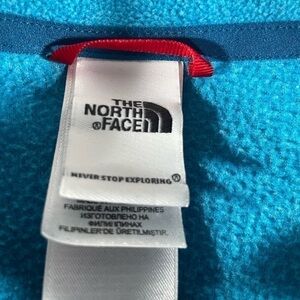 THE
NORTH
®FACE
NEVER STOP EXPLORING®
FABRIQUÉ AUX PHILIPPINES
ИЗГОТОВЛЕНО НА
ФИЛИППИНАХ
FILIPINLER'DE ÜRETILMIŞTIR.